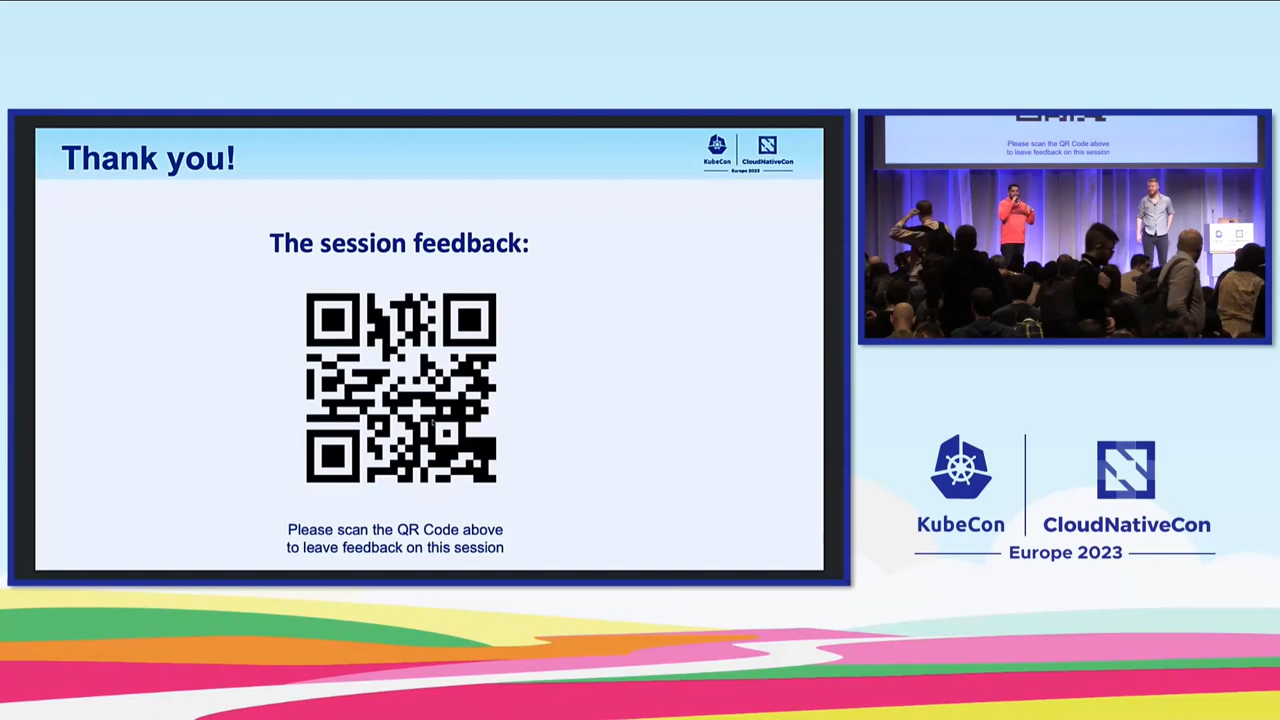 Thank you!
KubeCon
CloudNativeCon
Europe 2023
The session feedback:
Please scan the QR Code above
to leave feedback on this session
Please scan the QR Code above
to leave feedback on this session
KubeCon
CloudNativeCon
Europe 2023